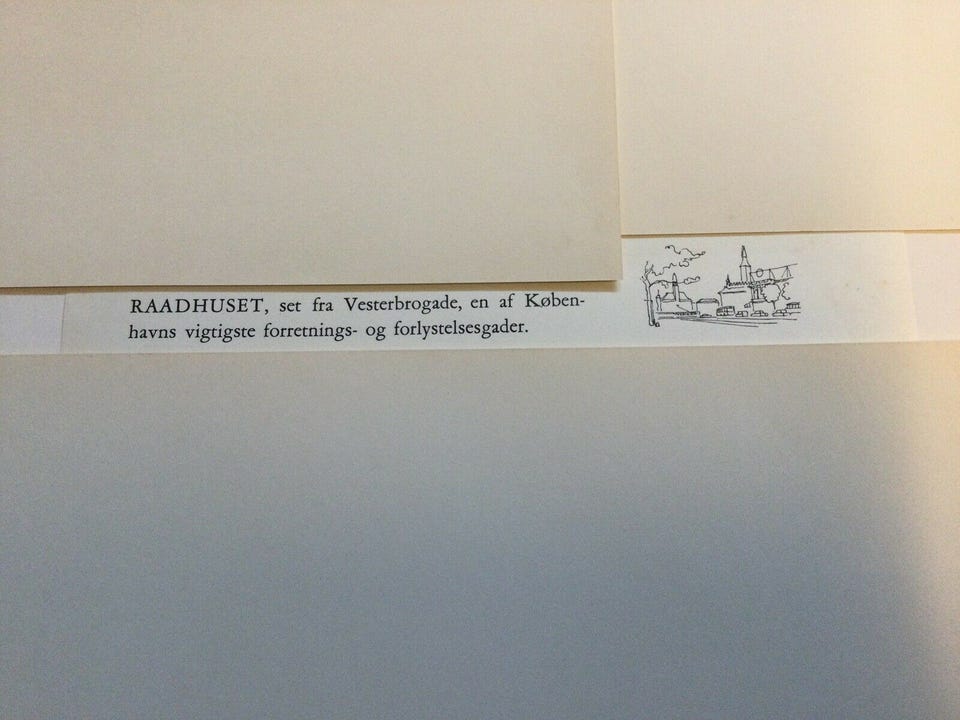 RAADHUSET, set fra Vesterbrogade, en af Køben-
havns vigtigste forretnings- og forlystelsesgader.